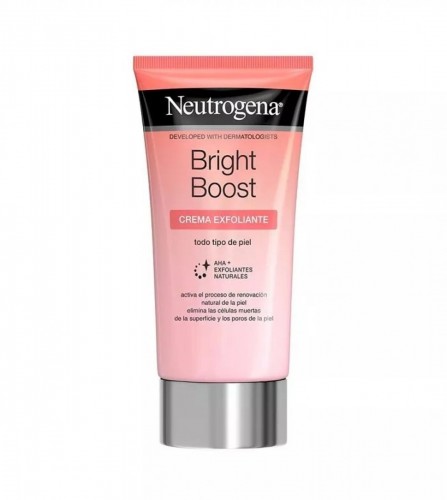 Neutrogena®
DEVELOPED WITH DERMATOLOGISTS
Bright
Boost
CREMA EXFOLIANTE
todo tipo de piel
AHA +
EXFOLIANTES
NATURALES
activa el proceso de renovación
natural de la piel
elimina las células muertas
de la superficie y los poros de la piel